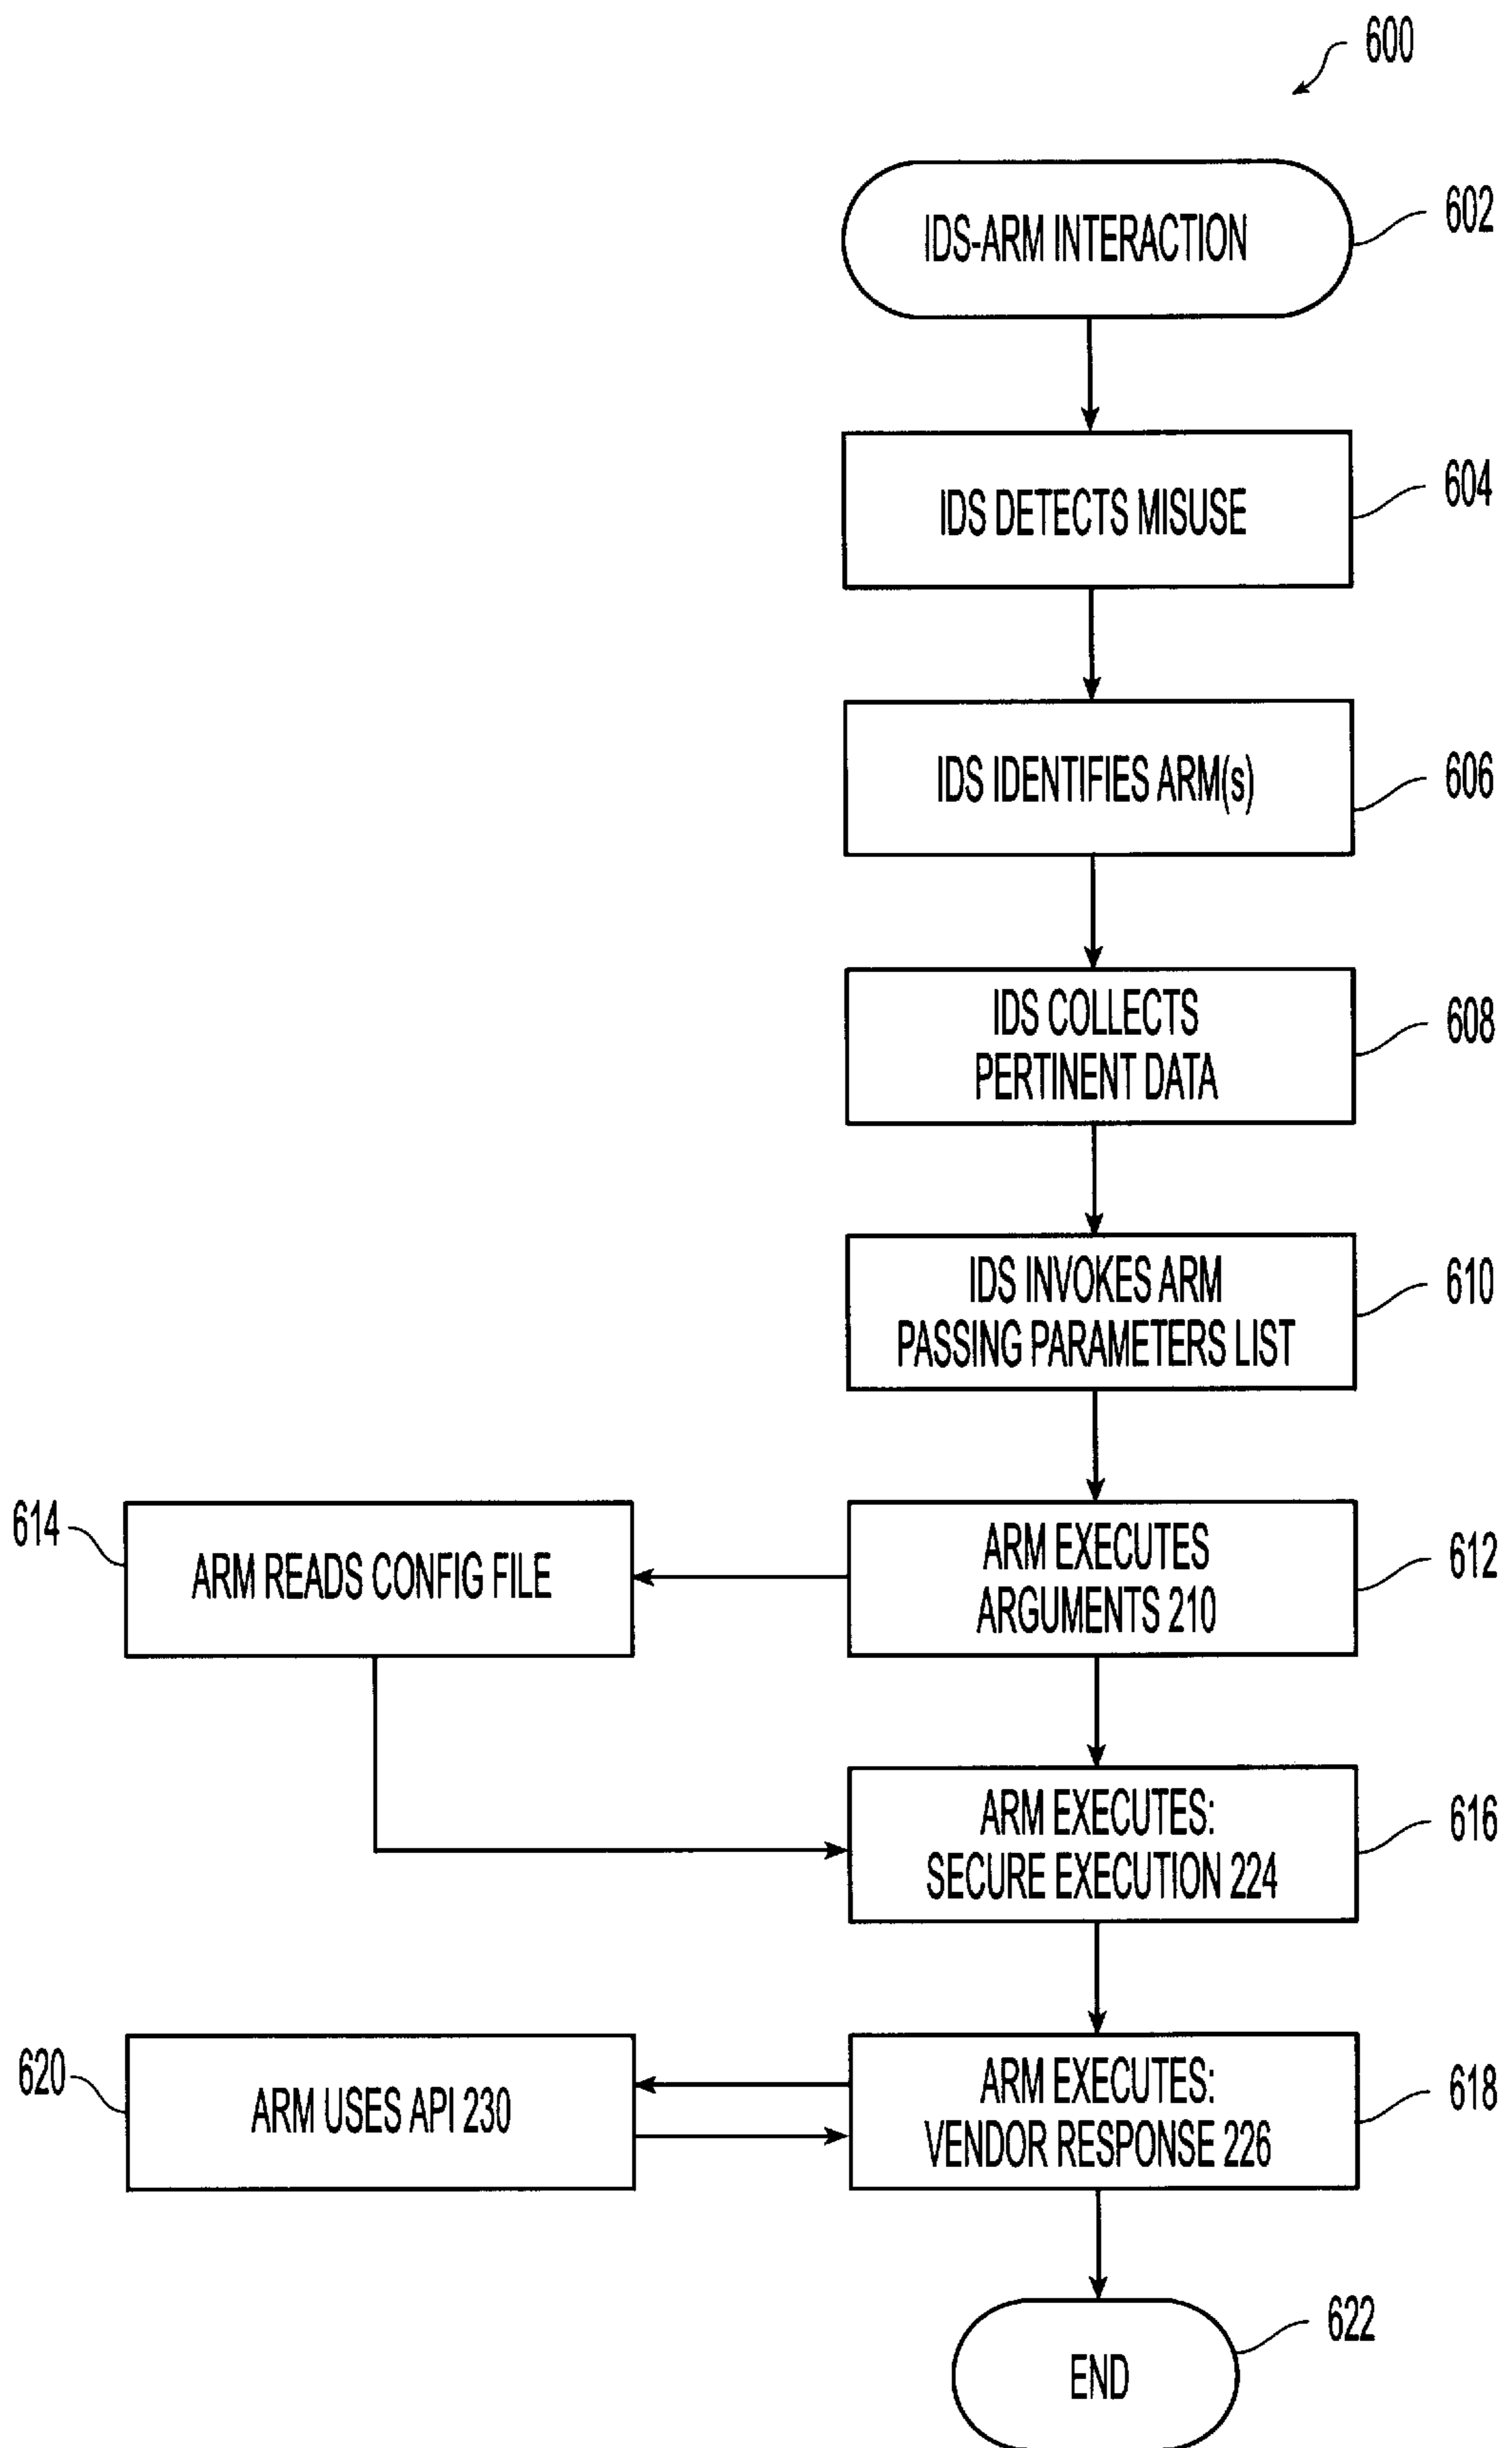 600
IDS-ARM INTERACTION
602
IDS DETECTS MISUSE
604
IDS IDENTIFIES ARM(s)
606
IDS COLLECTS
PERTINENT DATA
608
IDS INVOKES ARM
PASSING PARAMETERS LIST
610
614
ARM READS CONFIG FILE
ARM EXECUTES
ARGUMENTS 210
612
ARM EXECUTES:
SECURE EXECUTION 224
616
620
ARM USES API 230
ARM EXECUTES:
VENDOR RESPONSE 226
618
END
622